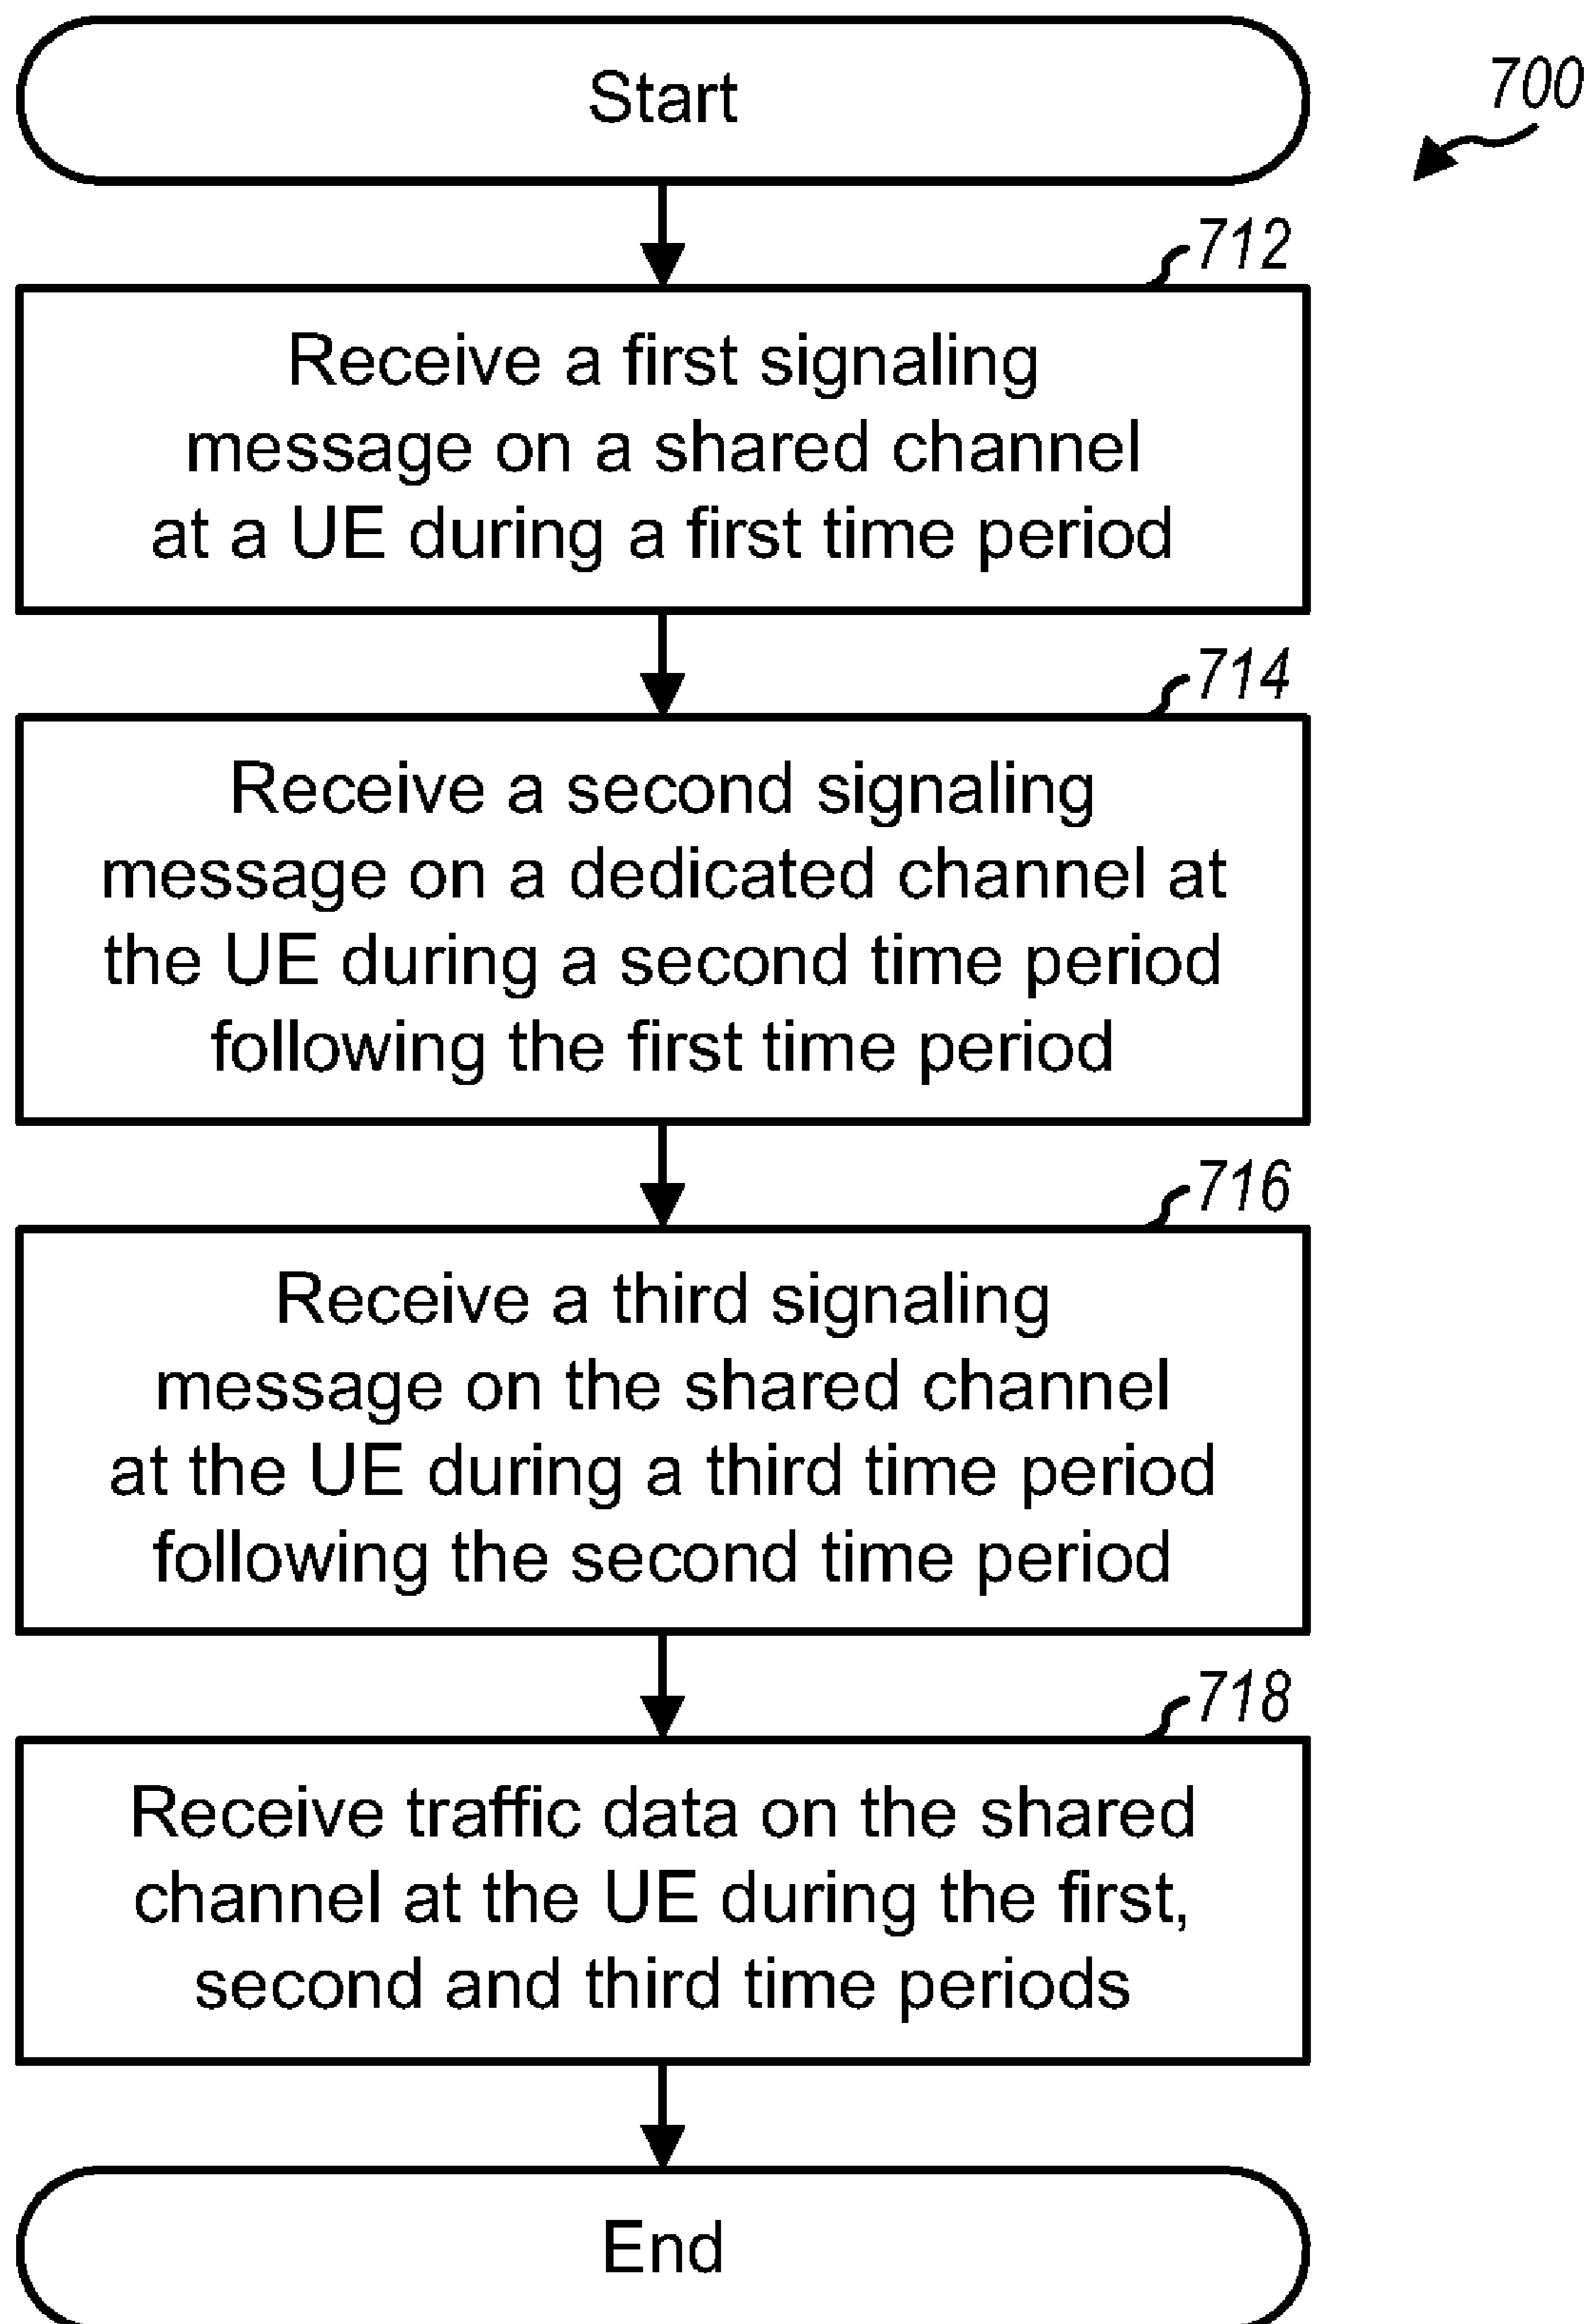 Start
700
712
Receive a first signaling
message on a shared channel
at a UE during a first time period
714
Receive a second signaling
message on a dedicated channel at
the UE during a second time period
following the first time period
716
Receive a third signaling
message on the shared channel
at the UE during a third time period
following the second time period
718
Receive traffic data on the shared
channel at the UE during the first,
second and third time periods
End